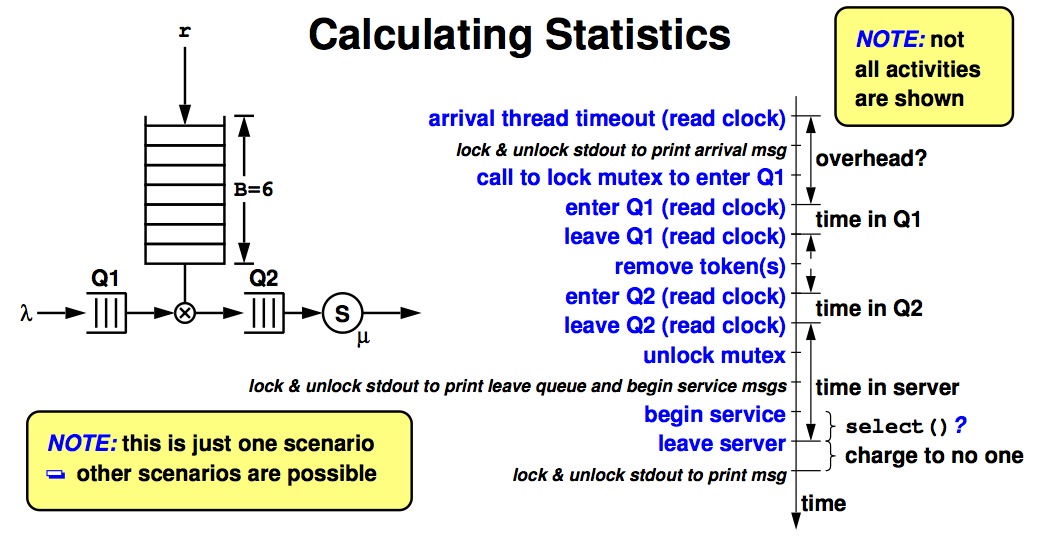 Calculating Statistics
r
B=6
Q1
Q2
λ
S
μ
NOTE: not
all activities
are shown
arrival thread timeout (read clock)
lock & unlock stdout to print arrival msg
overhead?
call to lock mutex to enter Q1
enter Q1 (read clock)
time in Q1
leave Q1 (read clock)
remove token(s)
enter Q2 (read clock)
time in Q2
leave Q2 (read clock)
unlock mutex
lock & unlock stdout to print leave queue and begin service msgs
time in server
begin service
select()?
leave server
charge to no one
lock & unlock stdout to print msg
time
NOTE: this is just one scenario
other scenarios are possible